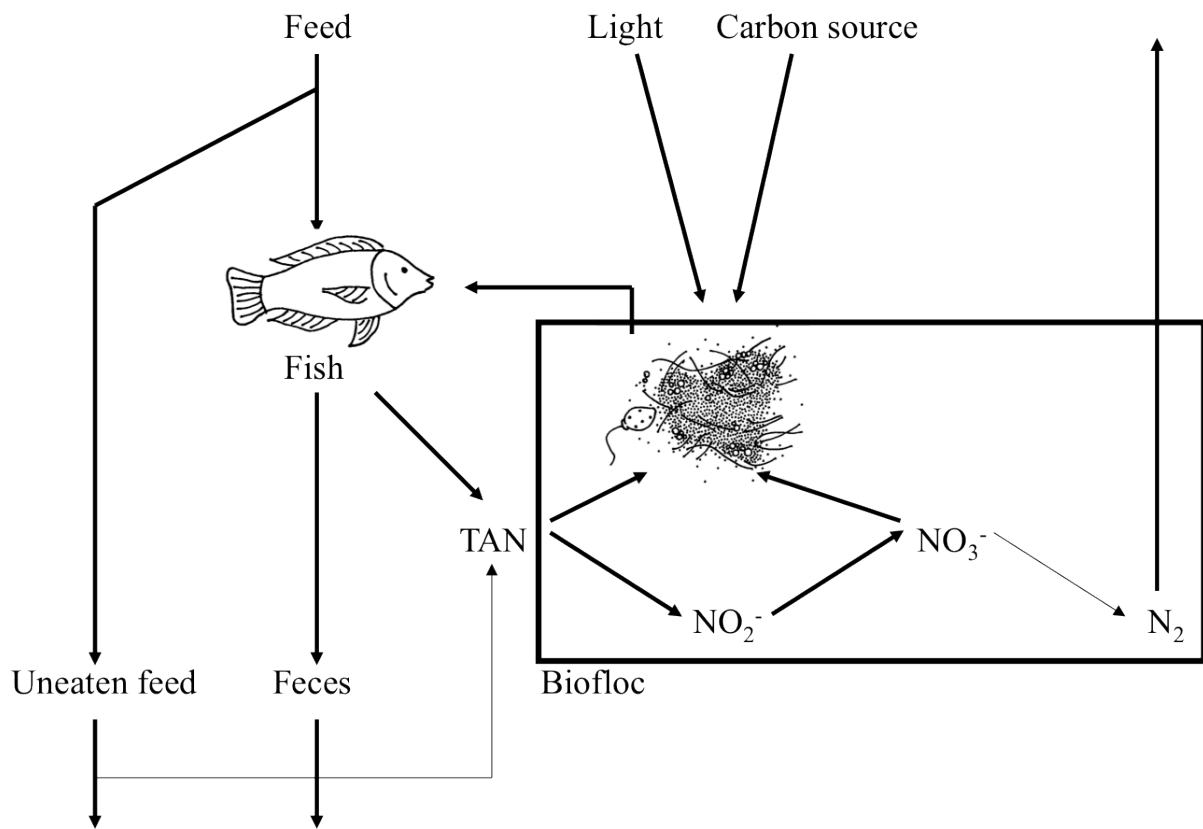 Feed
Light
Carbon source
Fish
TAN
NO₃⁻
NO₂⁻
N₂
Uneaten feed
Feces
Biofloc